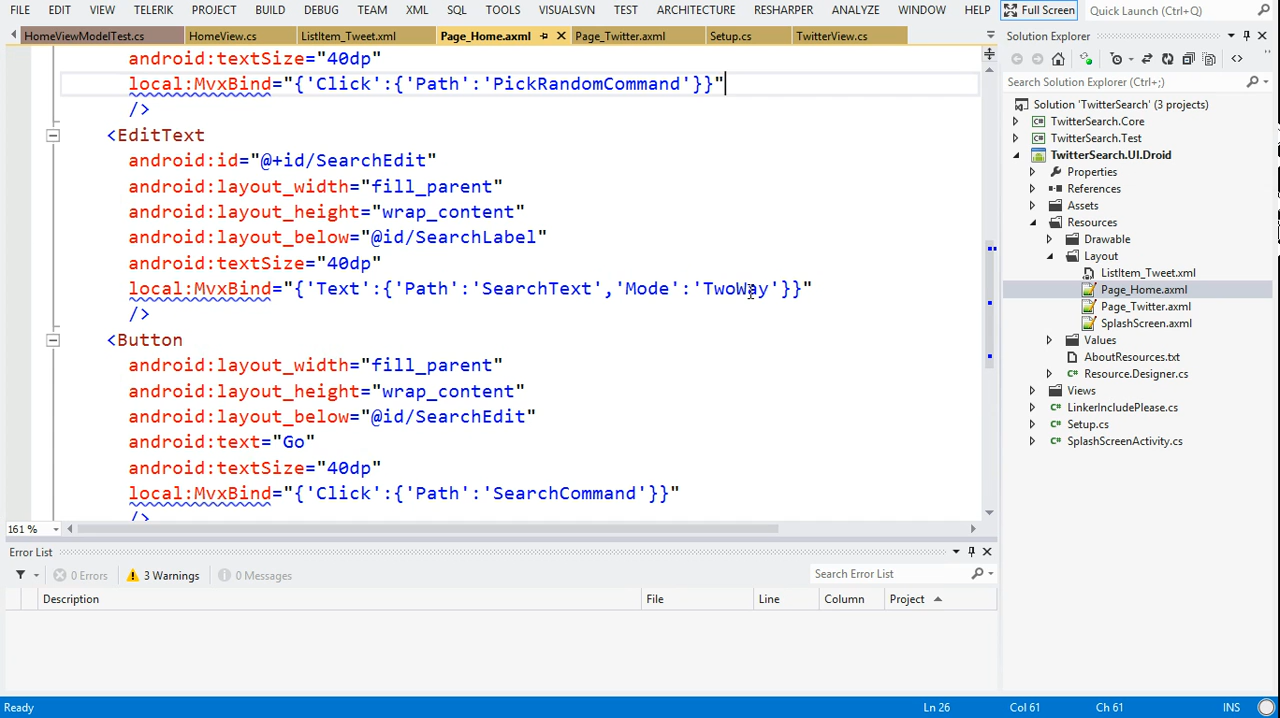 FILE EDIT VIEW TELERIK PROJECT BUILD DEBUG TEAM XML SQL TOOLS VISUALSVN TEST RESHARPER ARCHITECTURE ANALYZE WINDOW HELP Full Screen Quick Launch (Ctrl+Q)
HomeViewModelTest.cs HomeView.cs ListItem_Tweet.xml Page_Home.axml Page_Twitter.axml Setup.cs TwitterView.cs
android:textSize="40dp"
local:MvxBind="{'Click':{'Path':'PickRandomCommand'}}"
/>
<EditText
android:id="@+id/SearchEdit"
android:layout_width="fill_parent"
android:layout_height="wrap_content"
android:layout_below="@id/SearchLabel"
android:textSize="40dp"
local:MvxBind="{'Text':{'Path':'SearchText','Mode':'TwoWay'}}"
/>
<Button
android:layout_width="fill_parent"
android:layout_height="wrap_content"
android:layout_below="@id/SearchEdit"
android:text="Go"
android:textSize="40dp"
local:MvxBind="{'Click':{'Path':'SearchCommand'}}"
/>
161 %
Error List
0 Errors 3 Warnings 0 Messages Search Error List
Description File Line Column Project
Solution Explorer
Search Solution Explorer (Ctrl+;)
Solution 'TwitterSearch' (3 projects)
TwitterSearch.Core
TwitterSearch.Test
TwitterSearch.UI.Droid
Properties
References
Assets
Resources
Drawable
Layout
ListItem_Tweet.xml
Page_Home.axml
Page_Twitter.axml
SplashScreen.axml
Values
AboutResources.txt
Resource.Designer.cs
Views
LinkerIncludePlease.cs
Setup.cs
SplashScreenActivity.cs
Ready Ln 26 Col 61 Ch 61 INS